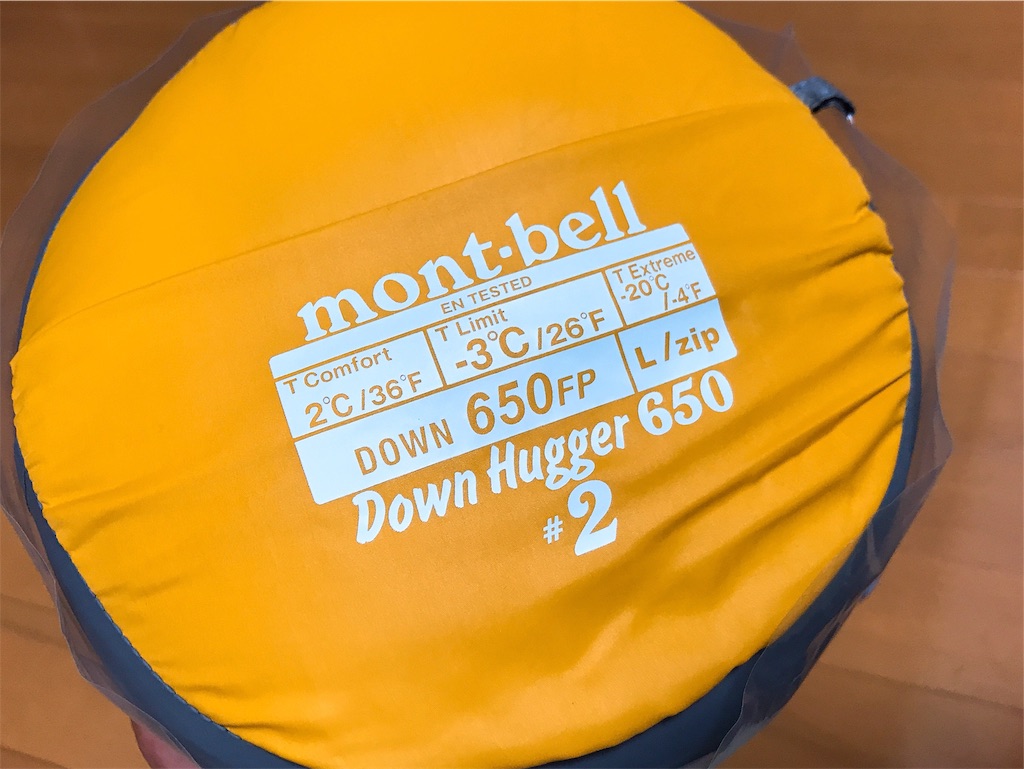 mont-bell
EN TESTED
T Comfort
2°C/36°F
T Limit
-3°C/26°F
T Extreme
-20°C
/-4°F
DOWN 650FP
L/zip
Down Hugger 650
#2